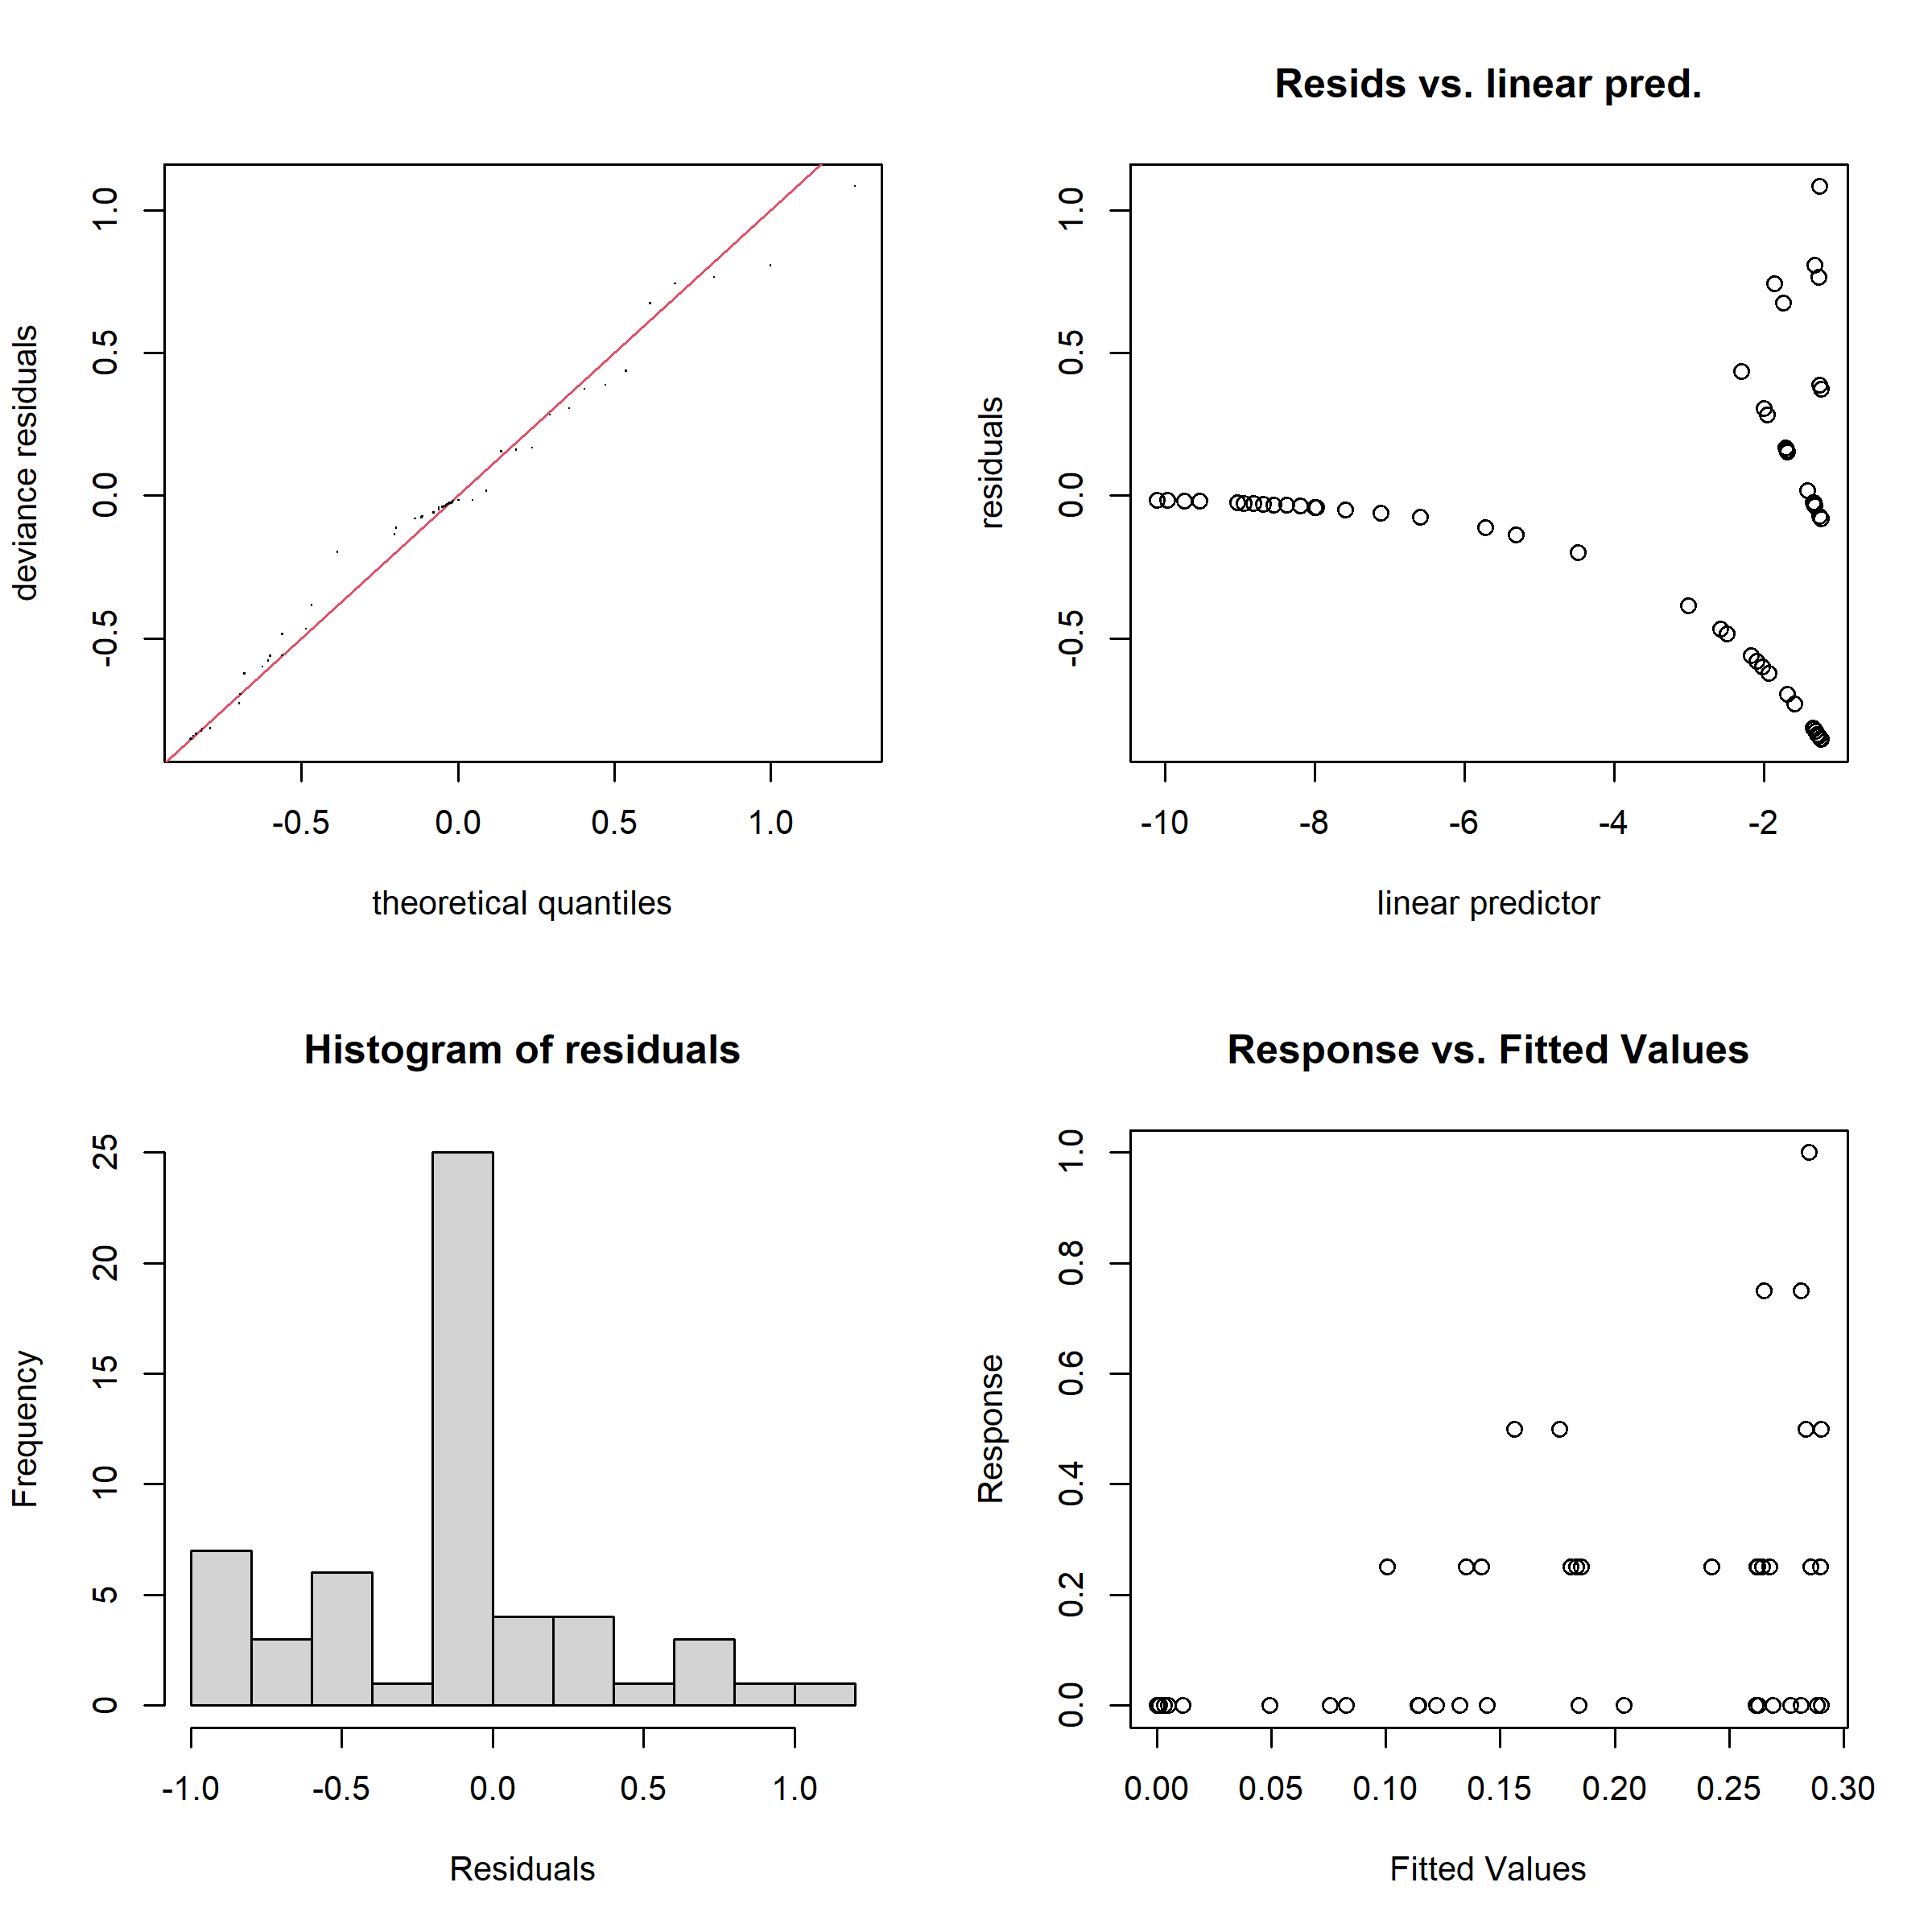 deviance residuals
1.0
0.5
0.0
-0.5
-0.5 0.0 0.5 1.0
theoretical quantiles
Resids vs. linear pred.
residuals
1.0
0.5
0.0
-0.5
-10 -8 -6 -4 -2
linear predictor
Histogram of residuals
Frequency
25
20
15
10
5
0
-1.0 -0.5 0.0 0.5 1.0
Residuals
Response vs. Fitted Values
Response
1.0
0.8
0.6
0.4
0.2
0.0
0.00 0.05 0.10 0.15 0.20 0.25 0.30
Fitted Values